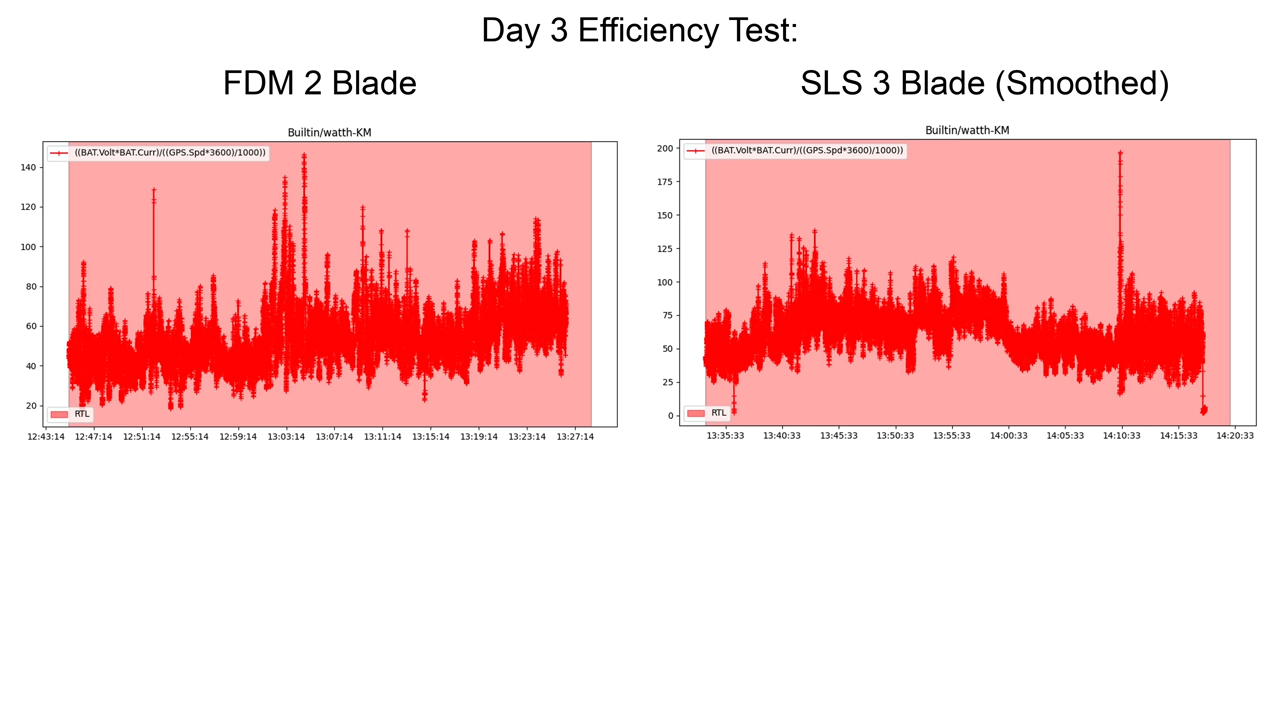 Day 3 Efficiency Test:
FDM 2 Blade
SLS 3 Blade (Smoothed)
Builtin/watth-KM
((BAT.Volt*BAT.Curr)/((GPS.Spd*3600)/1000))
140
120
100
80
60
40
20
RTL
12:43:14 12:47:14 12:51:14 12:55:14 12:59:14 13:03:14 13:07:14 13:11:14 13:15:14 13:19:14 13:23:14 13:27:14
Builtin/watth-KM
((BAT.Volt*BAT.Curr)/((GPS.Spd*3600)/1000))
200
175
150
125
100
75
50
25
0
RTL
13:35:33 13:40:33 13:45:33 13:50:33 13:55:33 14:00:33 14:05:33 14:10:33 14:15:33 14:20:33